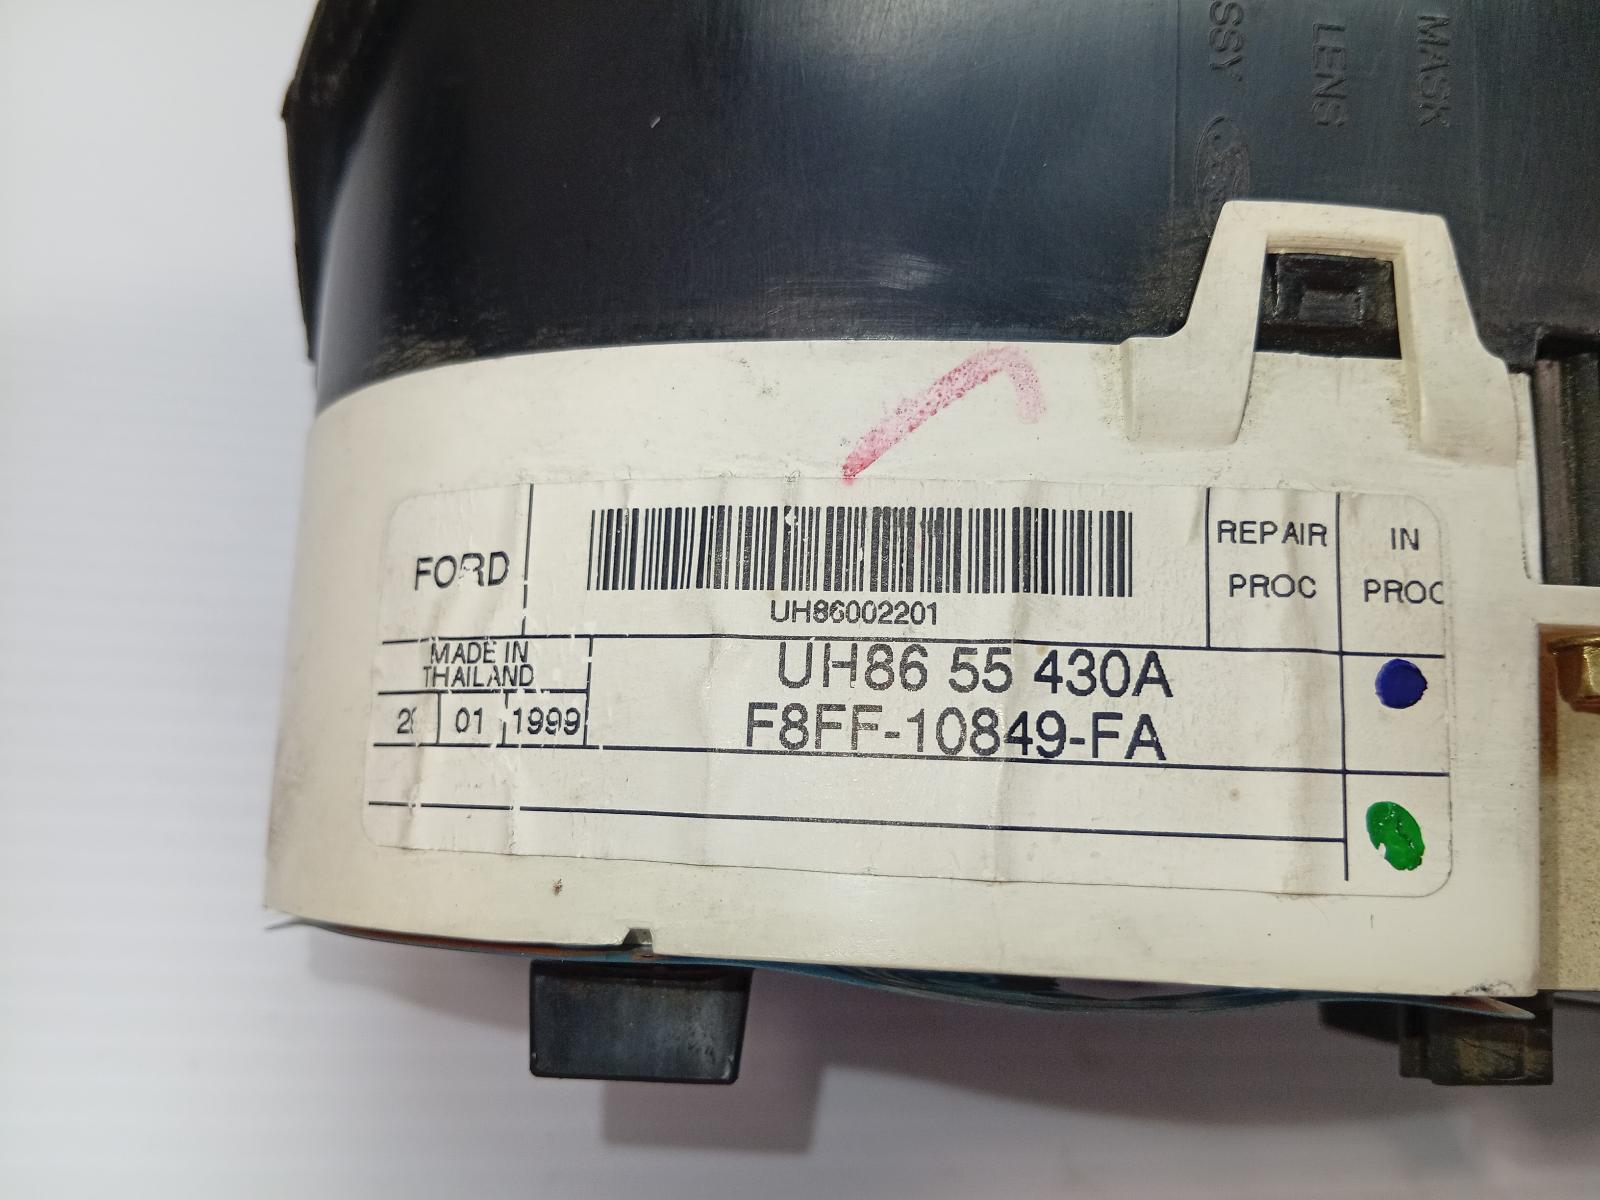 MASK
LENS
FORD
UH86002201
REPAIR
PROC
IN
PROC
MADE IN
THAILAND
01 1999
UH86 55 430A
F8FF-10849-FA